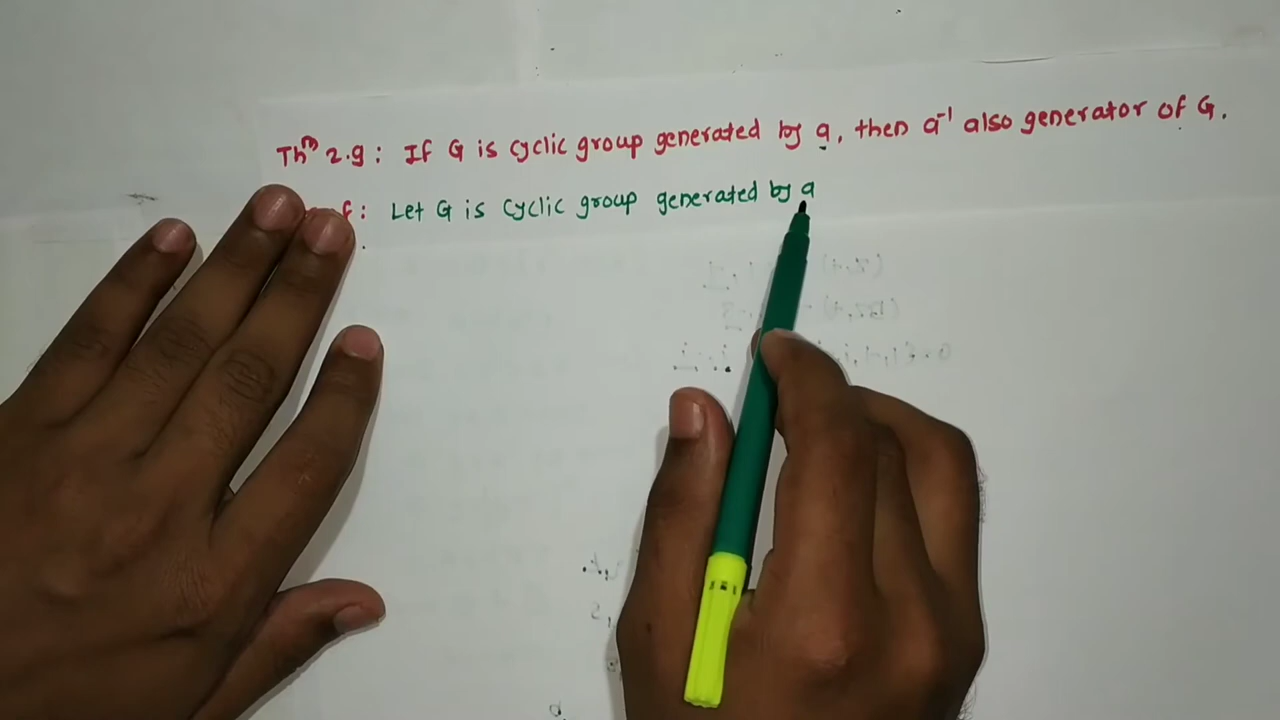 Thm 2.9: If G is cyclic group generated by a, then a⁻¹ also generator of G.
f: Let G is cyclic group generated by a